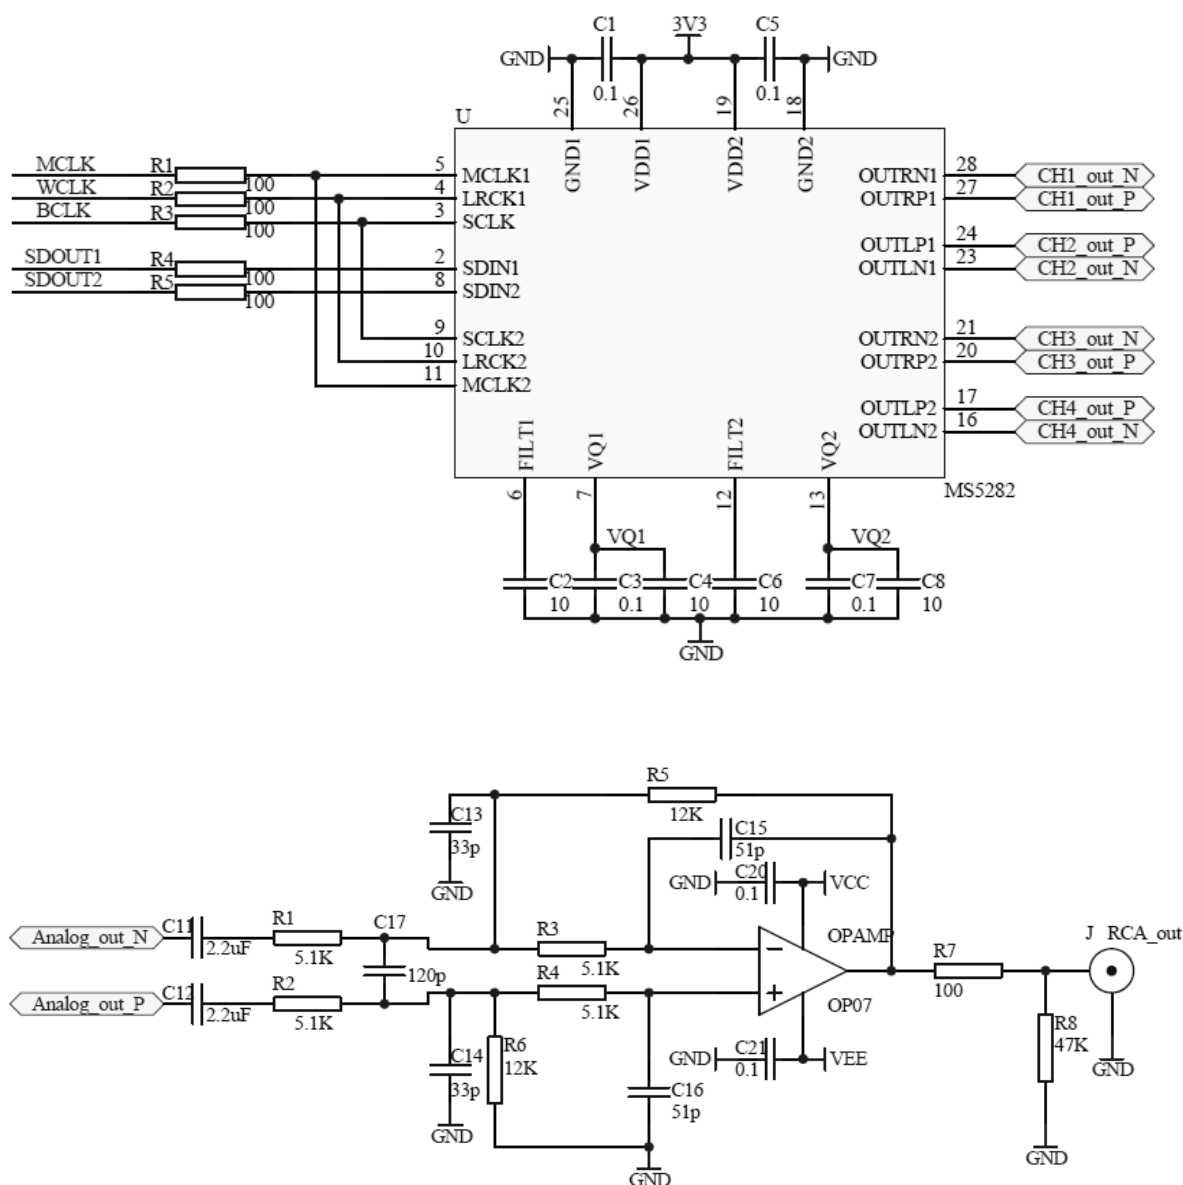 C1 3V3 C5
GND GND
0.1 0.1
25 26 19 18
U
GND1 VDD1 VDD2 GND2
MCLK R1 100 5 MCLK1
WCLK R2 100 4 LRCK1
BCLK R3 100 3 SCLK
SDOUT1 R4 100 2 SDIN1
SDOUT2 R5 100 8 SDIN2
9 SCLK2
10 LRCK2
11 MCLK2
OUTRN1 28 CH1_out_N
OUTRP1 27 CH1_out_P
OUTLP1 24 CH2_out_P
OUTLN1 23 CH2_out_N
OUTRN2 21 CH3_out_N
OUTRP2 20 CH3_out_P
OUTLP2 17 CH4_out_P
OUTLN2 16 CH4_out_N
FILT1 VQ1 FILT2 VQ2
MS5282
6 7 12 13
VQ1 VQ2
C2 C3 C4 C6 C7 C8
10 0.1 10 10 0.1 10
GND
R5
12K
C13
33p
GND
C15
51p
GND C20 VCC
0.1
Analog_out_N C11 2.2uF R1 5.1K C17 120p R3 5.1K
Analog_out_P C12 2.2uF R2 5.1K R4 5.1K
OPAMP
OP07
R7
100
J RCA_out
GND
R8
47K
GND
GND C21 VEE
0.1
R6
12K
C14
33p
GND
C16
51p
GND